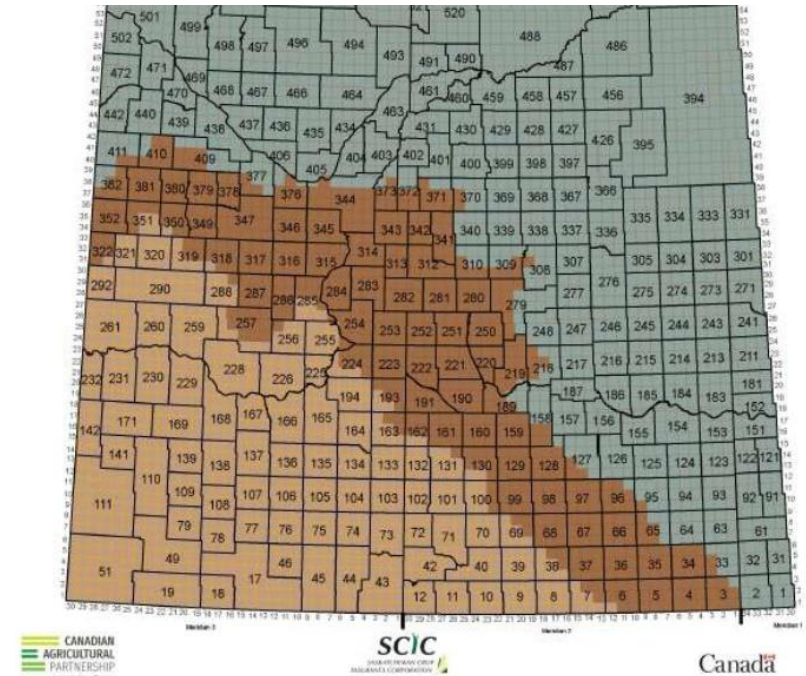 501 499 520 488
502 498 497 496 494 493 486
491 490 487
472 471 469
470 468 467 466 464 461 460 459 458 457 456 394
463
442 440 439 438 437 436 435 434 431 430 429 428 427 426 395
411 410 409 406 405 404 403 402 401 400 399 398 397
377
382 381 380 379 378 376 344 373 372 371 370 369 368 367 366
352 351 350 349 347 346 345 343 342 341 340 339 338 337 336 335 334 333 331
322 321 320 319 318 317 316 315 314 313 312 310 309 308 307 305 304 303 301
292 290 288 287 286 285 284 283 282 281 280 279 277 276 275 274 273 271
261 260 259 257 256 255 254 253 252 251 250 248 247 246 245 244 243 241
232 231 230 229 228 226 225 224 223 222 221 220 219 218 217 216 215 214 213 211
194 193 191 190 189 187 186 185 184 183 181
152
142 171 169 168 167 166 165 164 163 162 161 160 159 158 157 156 155 154 153 151
141 139 138 137 136 135 134 133 132 131 130 129 128 127 126 125 124 123 122 121
111 110 109 108 107 106 105 104 103 102 101 100 99 98 97 96 95 94 93 92 91
79 78 77 76 75 74 73 72 71 70 69 68 67 66 65 64 63 61
51 49 46 42 40 39 38 37 36 35 34 33 32 31
19 18 17 45 44 43 12 11 10 9 8 7 6 5 4 3 2 1
Meridian 3 Meridian 2 Meridian 1
CANADIAN
AGRICULTURAL
PARTNERSHIP
SCIC
SASKATCHEWAN CROP
INSURANCE CORPORATION
Canada